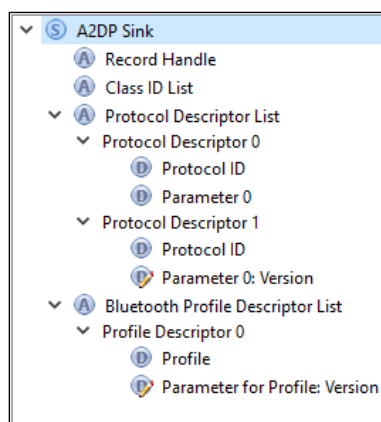 S A2DP Sink
A Record Handle
A Class ID List
A Protocol Descriptor List
Protocol Descriptor 0
D Protocol ID
D Parameter 0
Protocol Descriptor 1
D Protocol ID
D Parameter 0: Version
A Bluetooth Profile Descriptor List
Profile Descriptor 0
D Profile
D Parameter for Profile: Version